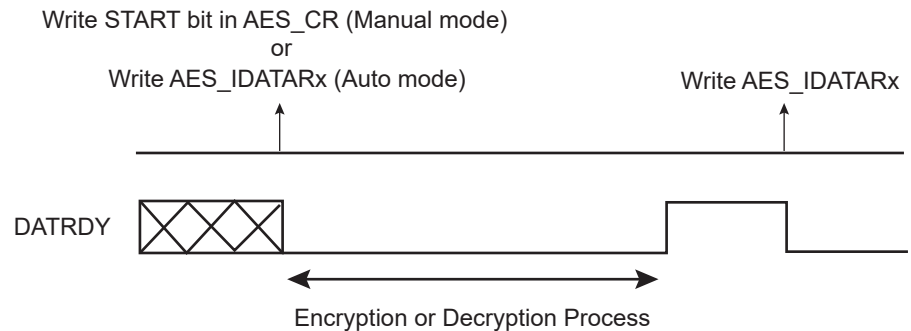 Write START bit in AES_CR (Manual mode)
or
Write AES_IDATARx (Auto mode)
Write AES_IDATARx
DATRDY
Encryption or Decryption Process